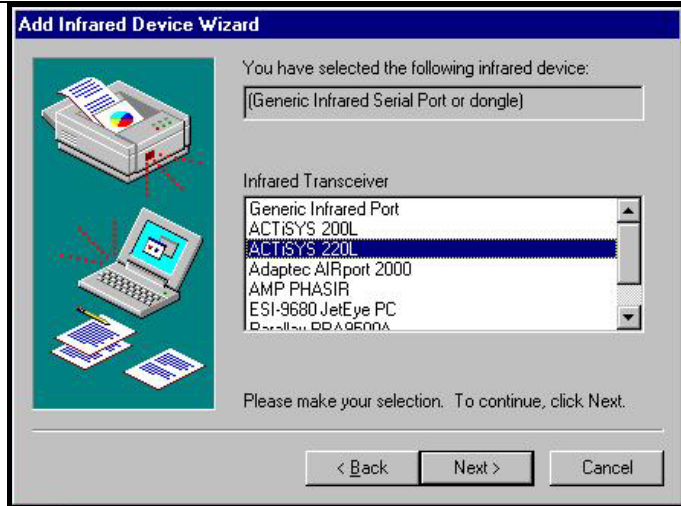 Add Infrared Device Wizard
You have selected the following infrared device:
(Generic Infrared Serial Port or dongle)
Infrared Transceiver
Generic Infrared Port
ACTiSYS 200L
ACTiSYS 220L
Adaptec AIRport 2000
AMP PHASIR
ESI-9680 JetEye PC
Please make your selection. To continue, click Next.
< Back
Next >
Cancel